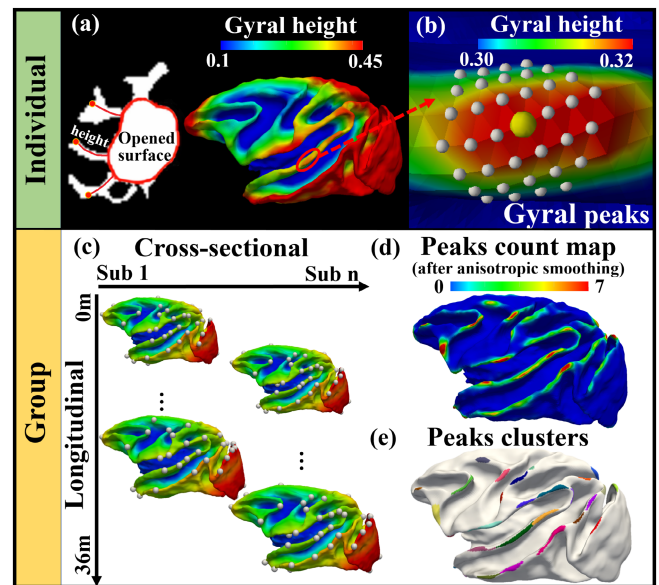 Individual
(a)
Gyral height
0.1
0.45
height
Opened
surface
(b)
Gyral height
0.30
0.32
Gyral peaks
Group
(c)
Cross-sectional
Sub 1
Sub n
0m
Longitudinal
36m
...
...
(d)
Peaks count map
(after anisotropic smoothing)
0
7
(e)
Peaks clusters